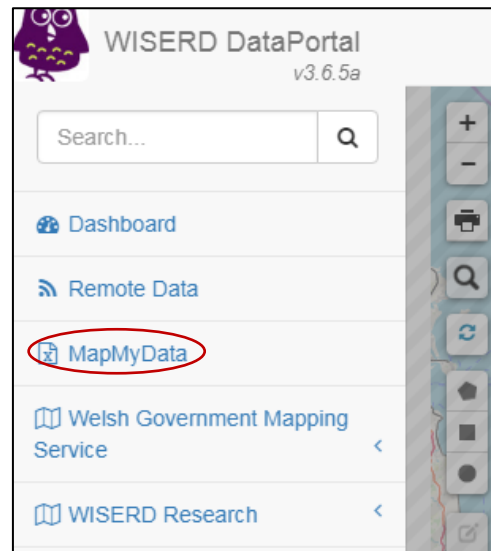 WISERD DataPortal
v3.6.5a
Search...
Dashboard
Remote Data
MapMyData
Welsh Government Mapping
Service
WISERD Research